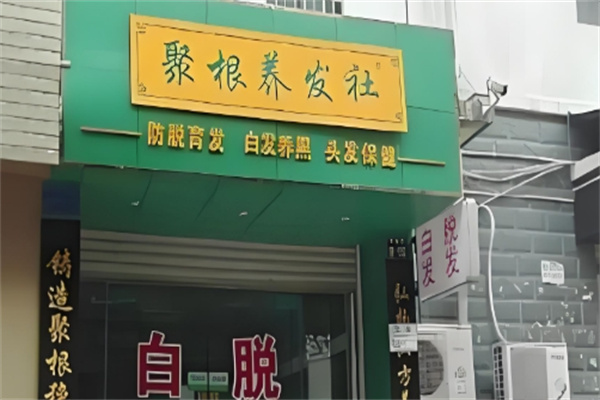 聚根养发社
防脱育发 白发养黑 头发保盟
白发
脱发
铸造聚根
白 脱